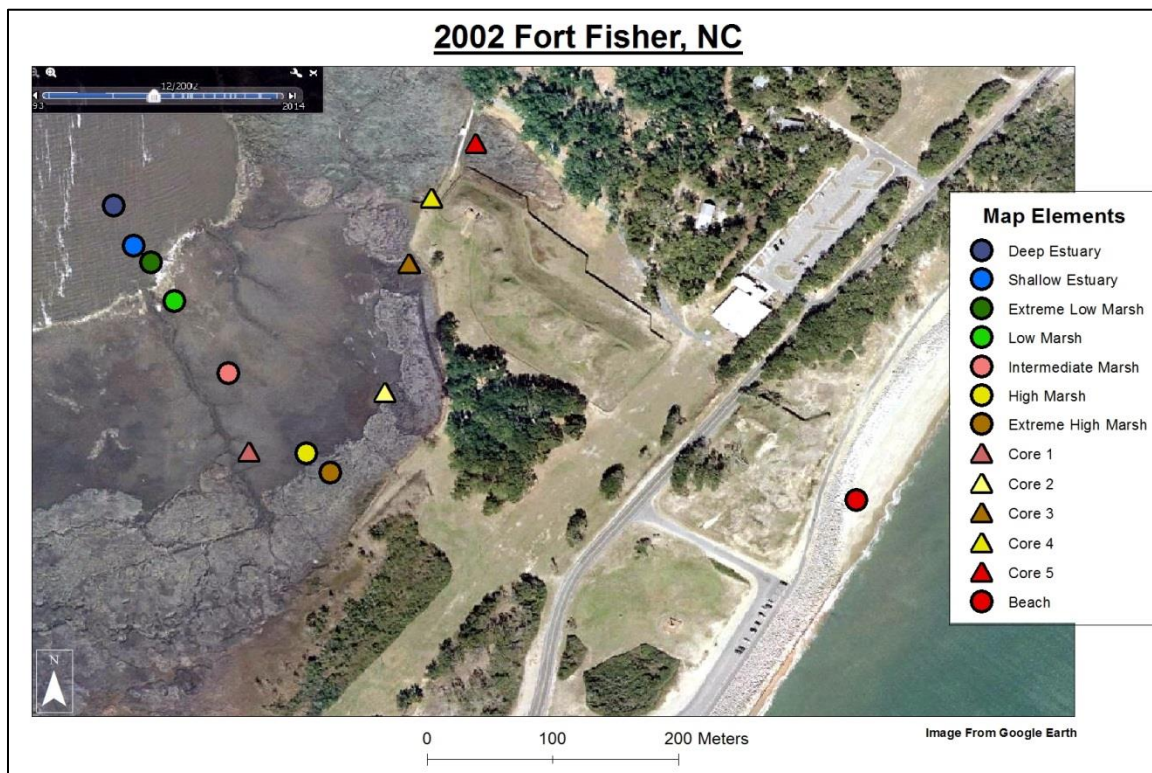 2002 Fort Fisher, NC
12/2002
93
2014
Map Elements
Deep Estuary
Shallow Estuary
Extreme Low Marsh
Low Marsh
Intermediate Marsh
High Marsh
Extreme High Marsh
Core 1
Core 2
Core 3
Core 4
Core 5
Beach
N
0 100 200 Meters
Image From Google Earth